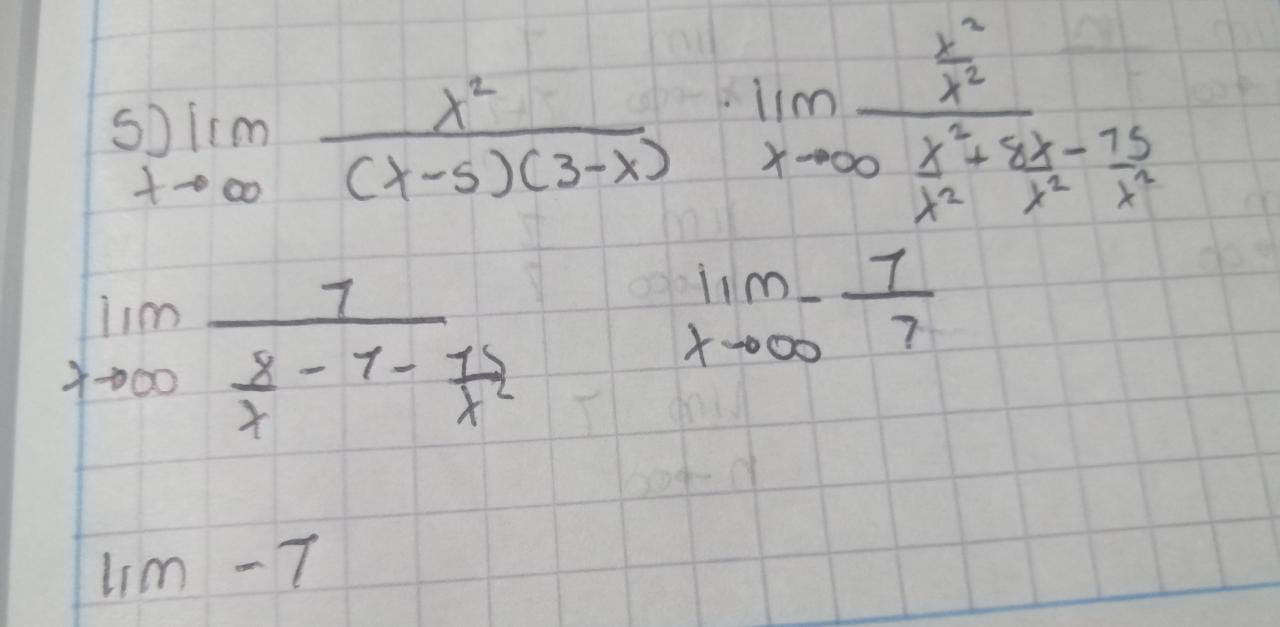 5) lim x→∞ x² / (x-5)(3-x) · lim x→∞ x²/x² / x²/x² + 8x/x² - 15/x²
lim x→∞ 1 / 8/x - 1 - 15/x² lim x→∞ - 1/1
lim -1